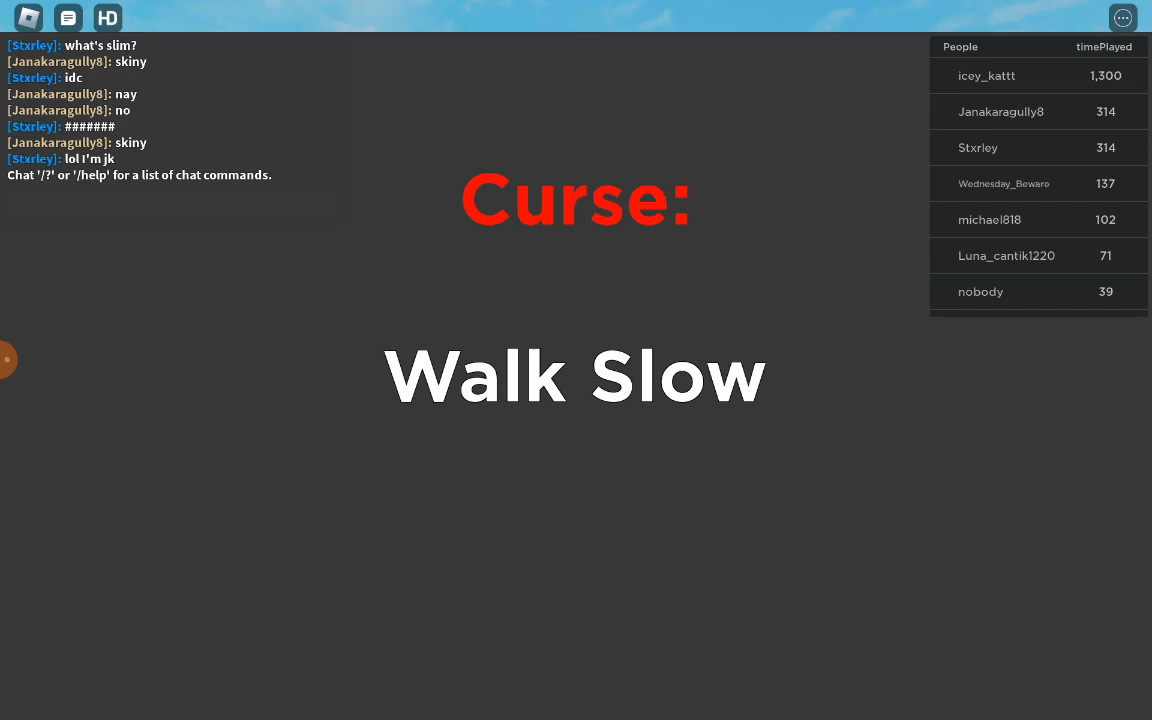 HD
[Stxrley]: what's slim?
[Janakaragully8]: skiny
[Stxrley]: idc
[Janakaragully8]: nay
[Janakaragully8]: no
[Stxrley]: #######
[Janakaragully8]: skiny
[Stxrley]: lol I'm jk
Chat '/?' or '/help' for a list of chat commands.
Curse:
Walk Slow
People timePlayed
icey_kattt 1,300
Janakaragully8 314
Stxrley 314
Wednesday_Beware 137
michael818 102
Luna_cantik1220 71
nobody 39